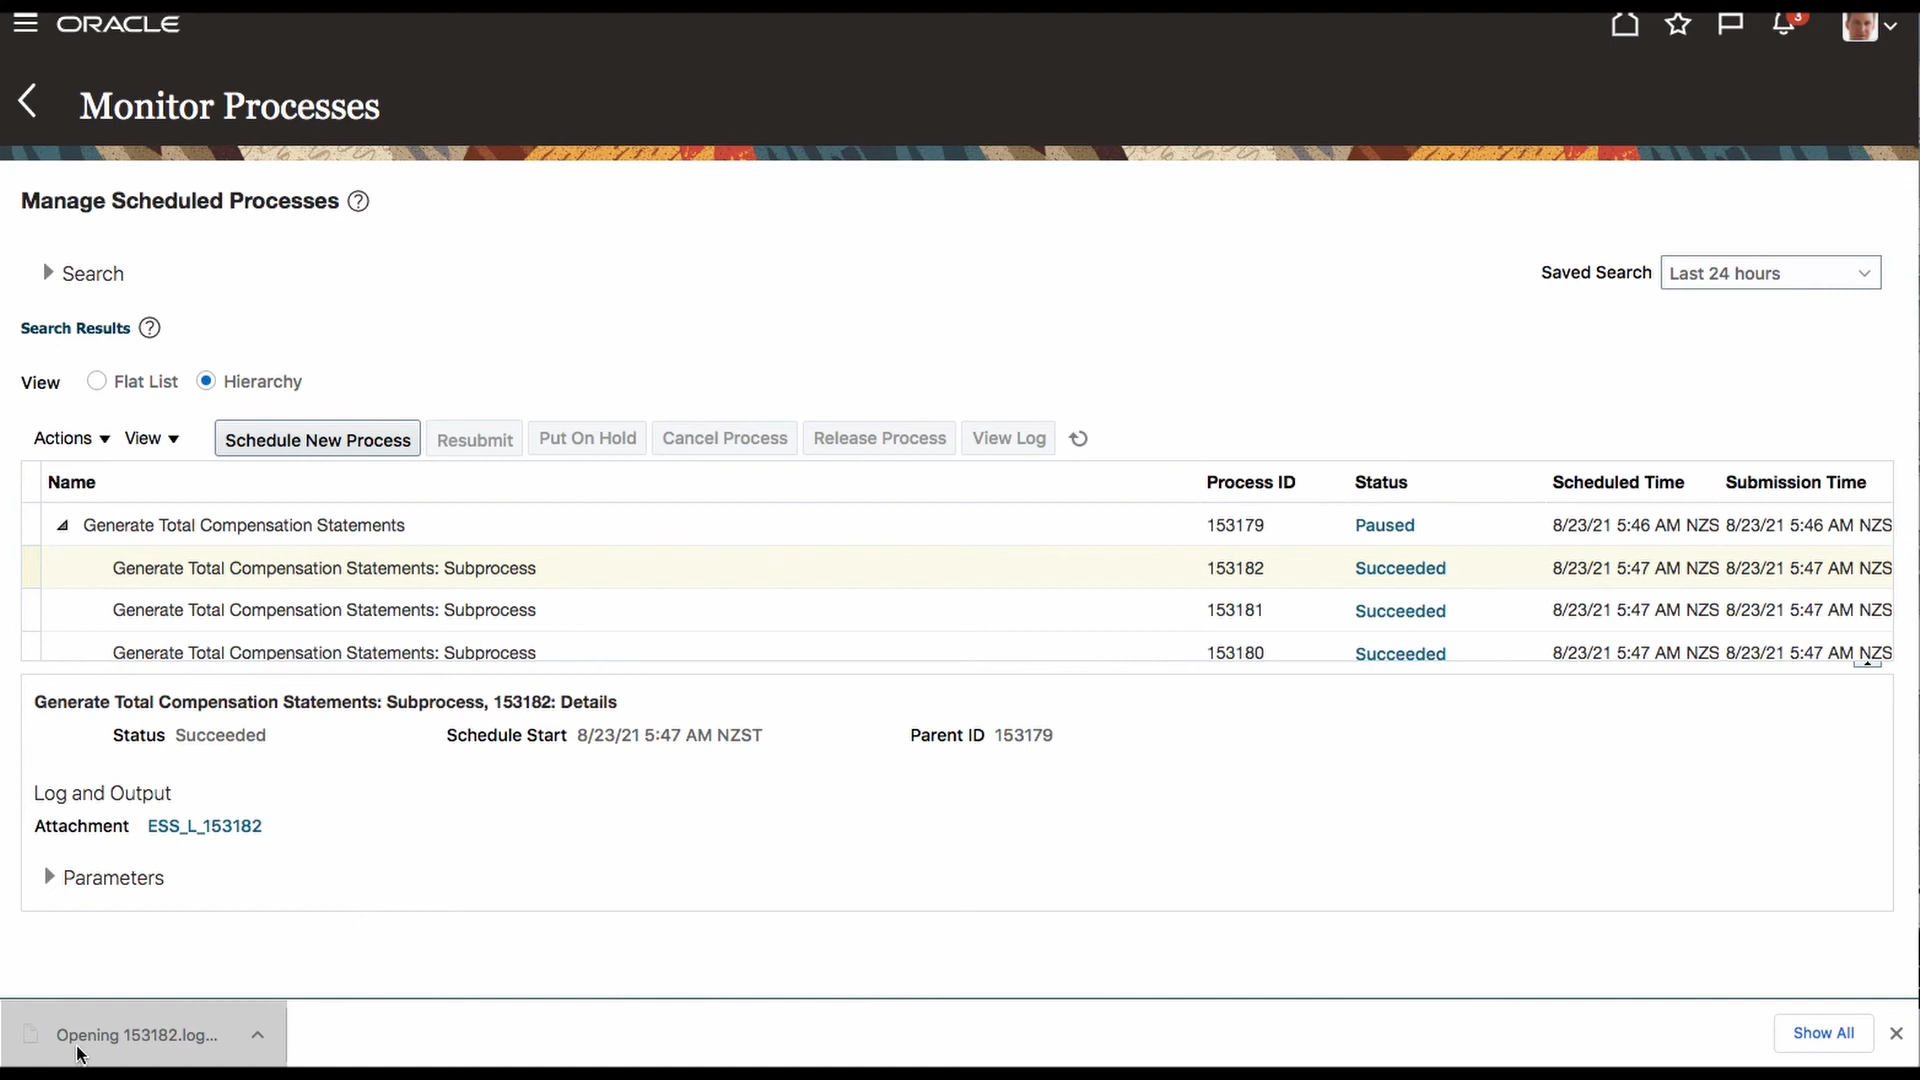 ORACLE
3
Monitor Processes
Manage Scheduled Processes ?
Search
Saved Search Last 24 hours
Search Results ?
View Flat List Hierarchy
Actions View Schedule New Process Resubmit Put On Hold Cancel Process Release Process View Log
Name Process ID Status Scheduled Time Submission Time
Generate Total Compensation Statements 153179 Paused 8/23/21 5:46 AM NZS 8/23/21 5:46 AM NZS
Generate Total Compensation Statements: Subprocess 153182 Succeeded 8/23/21 5:47 AM NZS 8/23/21 5:47 AM NZS
Generate Total Compensation Statements: Subprocess 153181 Succeeded 8/23/21 5:47 AM NZS 8/23/21 5:47 AM NZS
Generate Total Compensation Statements: Subprocess 153180 Succeeded 8/23/21 5:47 AM NZS 8/23/21 5:47 AM NZS
Generate Total Compensation Statements: Subprocess, 153182: Details
Status Succeeded Schedule Start 8/23/21 5:47 AM NZST Parent ID 153179
Log and Output
Attachment ESS_L_153182
Parameters
Opening 153182.log... Show All